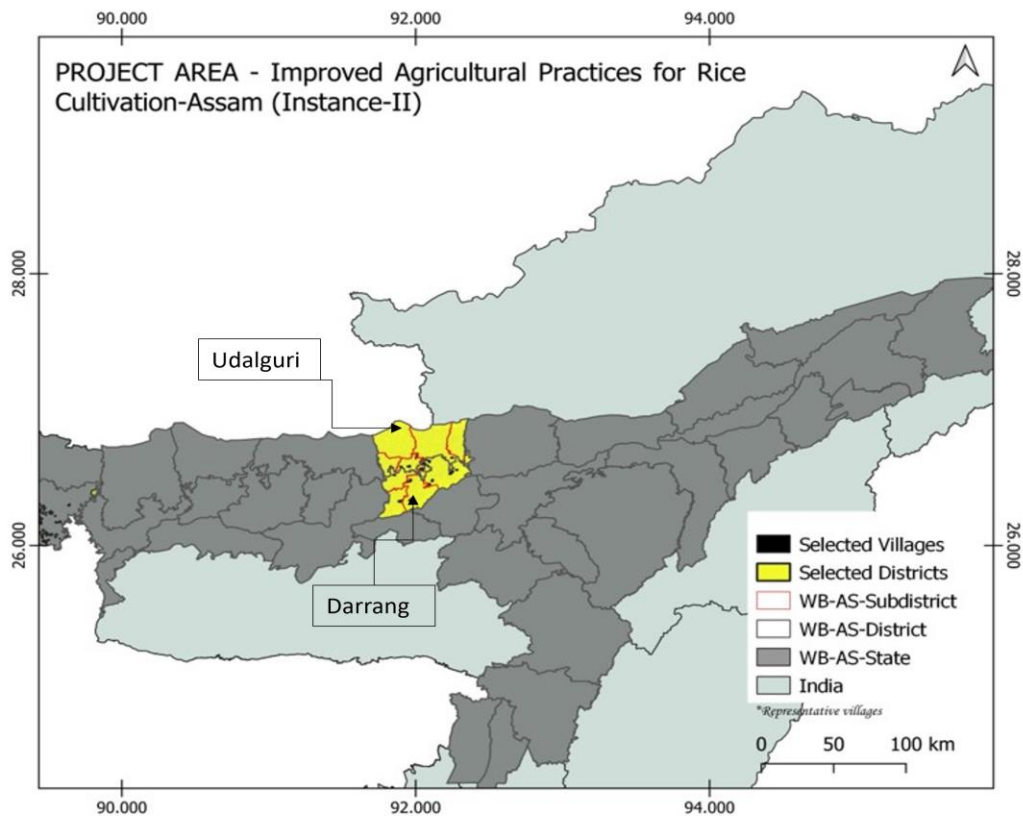 90.000 92.000 94.000
PROJECT AREA - Improved Agricultural Practices for Rice
Cultivation-Assam (Instance-II)
28.000 28.000
Udalguri
26.000 26.000
Darrang
Selected Villages
Selected Districts
WB-AS-Subdistrict
WB-AS-District
WB-AS-State
India
*Representative villages
0 50 100 km
90.000 92.000 94.000